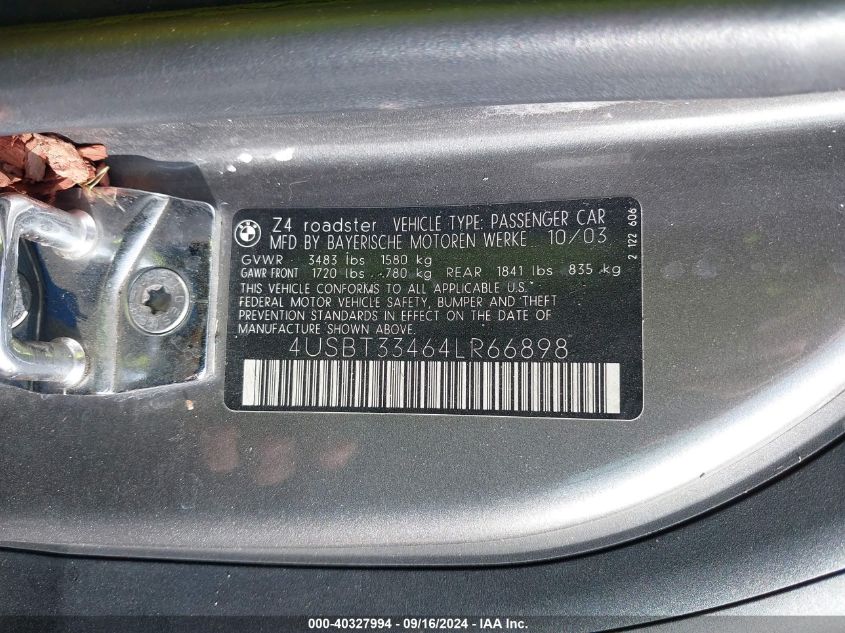 Z4 roadster VEHICLE TYPE: PASSENGER CAR
MFD BY BAYERISCHE MOTOREN WERKE 10/03
GVWR 3483 lbs 1580 kg
GAWR FRONT 1720 lbs 780 kg REAR 1841 lbs 835 kg
THIS VEHICLE CONFORMS TO ALL APPLICABLE U.S.
FEDERAL MOTOR VEHICLE SAFETY, BUMPER AND THEFT
PREVENTION STANDARDS IN EFFECT ON THE DATE OF
MANUFACTURE SHOWN ABOVE.
4USBT33464LR66898
2 122 606
000-40327994 - 09/16/2024 - IAA Inc.